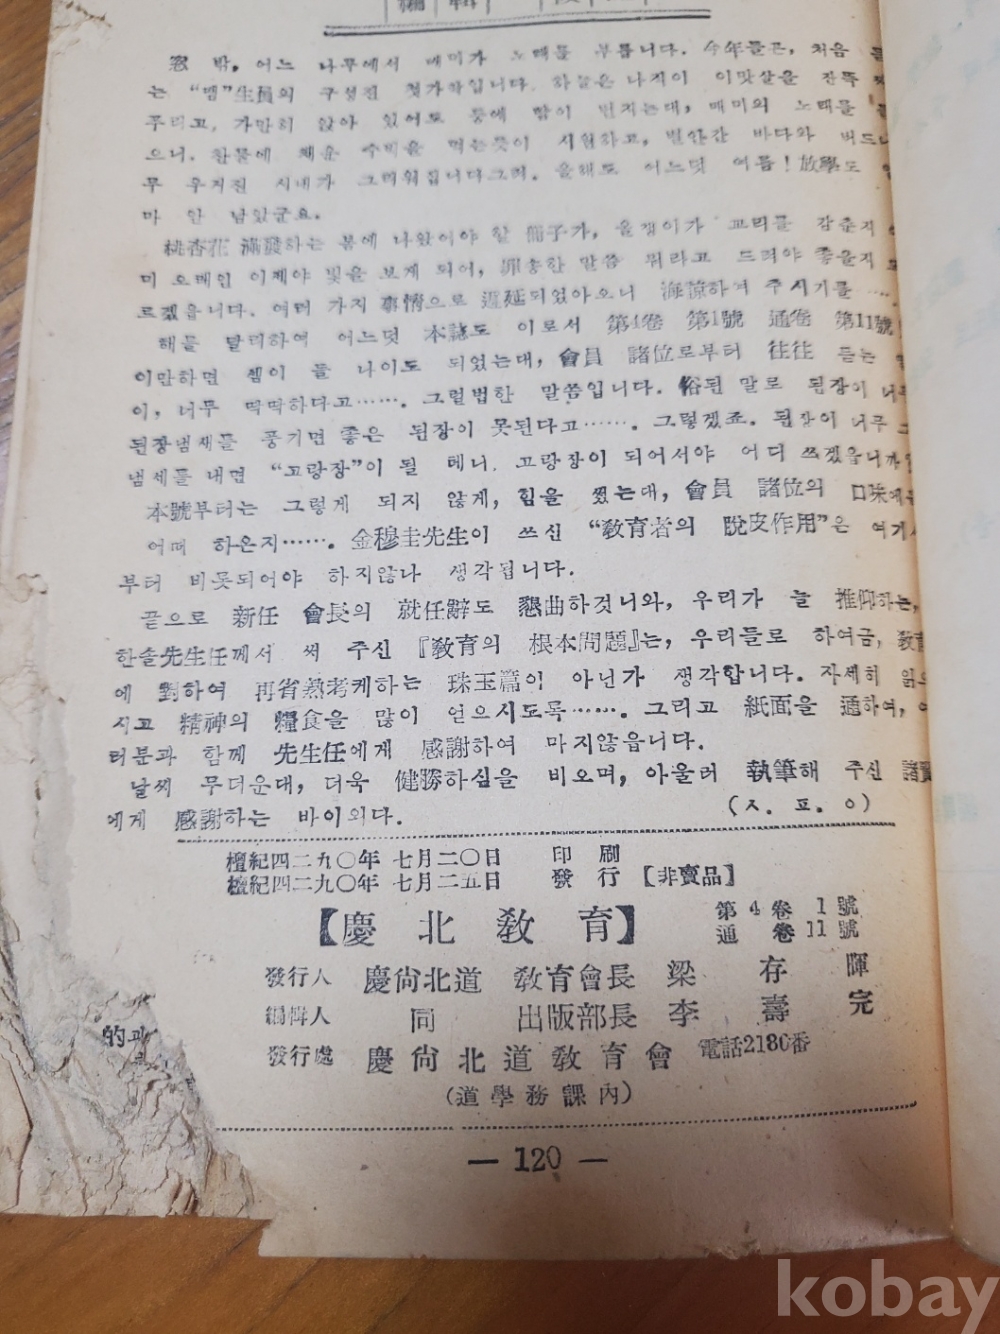 編 輯
窓 밖, 어느 나무에서 매미가 노래를 부릅니다. 今年들은, 처음 듣
는 “맴”生員의 구성진 첫가락입니다. 하늘은 나직이 이맛살을 잔뜩 찌
푸리고, 가만히 앉아 있어도 등에 땀이 번지는대, 매미의 노래를 들
으니. 찬물에 채운 수박을 먹는듯이 시원하고, 별안간 바다와 버드나
무 우거진 시내가 그리워집니다그려. 올해도 어느덧 여름! 放學도 얼
마 안 남았군요.
桃杏花 滿發하는 봄에 나왔어야 할 冊子가, 올챙이가 꼬리를 감춘지 이
미 오래인 이제야 빛을 보게 되어, 罪송한 말씀 뭐라고 드려야 좋을지 모
르겠읍니다. 여러 가지 事情으로 遲延되었아오니 海諒하여 주시기를……
해를 달리하여 어느덧 本誌도 이로서 第4卷 第1號 通卷 第11號!
이만하면 셈이 들 나이도 되었는대, 會員 諸位로부터 往往 듣는 말
이, 너무 딱딱하다고……. 그럴법한 말씀입니다. 俗된 말로 된장이 너무
된장냄새를 풍기면 좋은 된장이 못된다고……. 그렇겠죠. 된장이 너무 그
냄세를 내면 “꼬랑장”이 될 테니. 고랑장이 되어서야 어디 쓰겠읍니까
本號부터는 그렇게 되지 않게, 힘을 썼는대, 會員 諸位의 口味에는
어떠 하온지……. 金穆圭先生이 쓰신 “敎育者의 脫皮作用”은 여기서
부터 비롯되어야 하지않나 생각됩니다.
끝으로 新任 會長의 就任辭도 懇曲하것니와, 우리가 늘 推仰하는,
한솔先生任께서 써 주신 『敎育의 根本問題』는, 우리들로 하여금, 敎育
에 對하여 再省熟考케하는 珠玉篇이 아닌가 생각합니다. 자세히 읽으
시고 精神의 糧食을 많이 얻으시도록……. 그리고 紙面을 通하여, 여
러분과 함께 先生任에게 感謝하여 마지않읍니다.
날씨 무더운대, 더욱 健勝하심을 비오며, 아울러 執筆해 주신 諸賢
에게 感謝하는 바이외다. (ㅅ. ㅍ. ㅇ)
檀紀四二九〇年 七月二〇日 印 刷
檀紀四二九〇年 七月二五日 發 行 【非賣品】
【慶 北 敎 育】 第 4 卷 1 號
通 卷 11 號
發行人 慶尙北道 敎育會長 梁 存 暉
編輯人 同 出版部長 李 壽 完
發行處 慶尙北道敎育會 電話2180番
(道學務課內)
的과
— 120 —
kobay